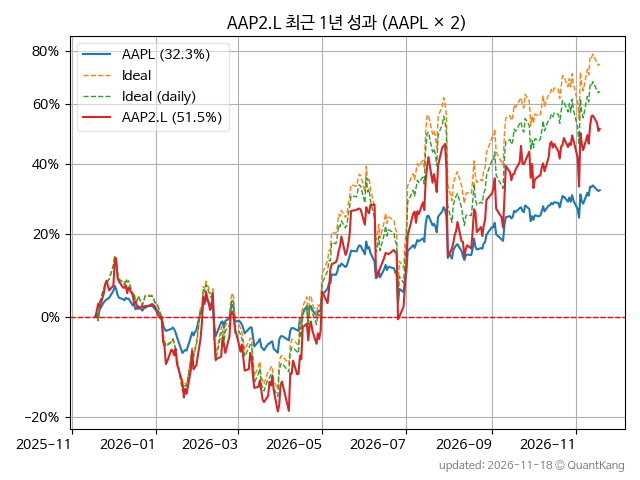 AAP2.L 최근 1년 성과 (AAPL × 2)
AAPL (32.3%)
Ideal
Ideal (daily)
AAP2.L (51.5%)
80%
60%
40%
20%
0%
−20%
2025−11
2026−01
2026−03
2026−05
2026−07
2026−09
2026−11
updated: 2026−11−18 © QuantKang